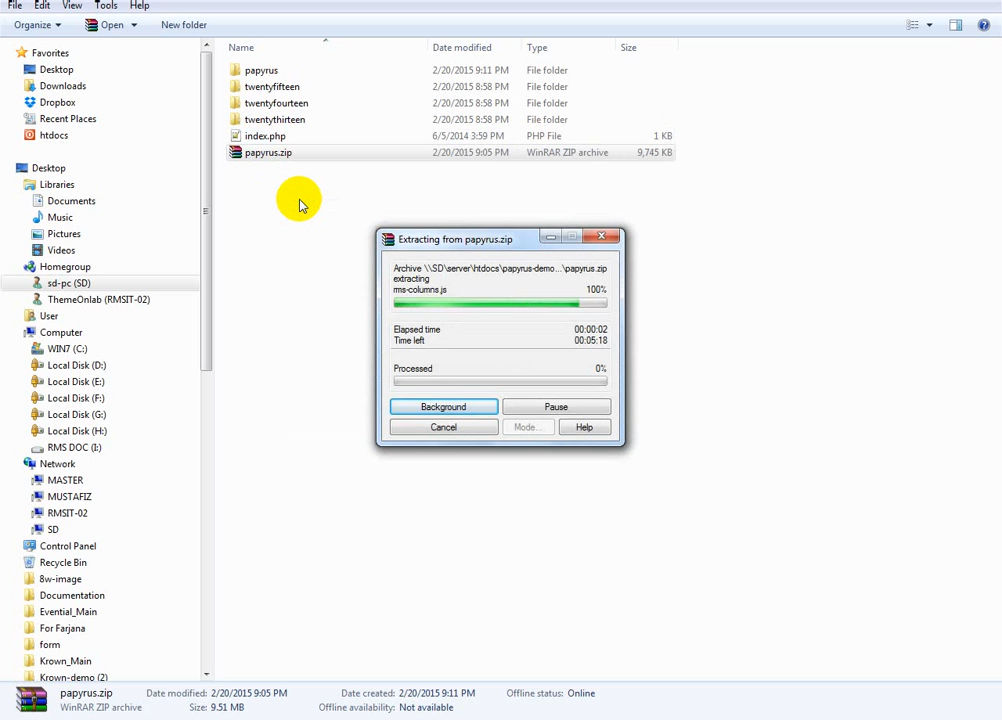 File Edit View Tools Help
Organize Open New folder
Name Date modified Type Size
Favorites
Desktop
Downloads
Dropbox
Recent Places
htdocs
Desktop
Libraries
Documents
Music
Pictures
Videos
Homegroup
sd-pc (SD)
ThemeOnlab (RMSIT-02)
User
Computer
WIN7 (C:)
Local Disk (D:)
Local Disk (E:)
Local Disk (F:)
Local Disk (G:)
Local Disk (H:)
RMS DOC (I:)
Network
MASTER
MUSTAFIZ
RMSIT-02
SD
Control Panel
Recycle Bin
8w-image
Documentation
Evential_Main
For Farjana
form
Krown_Main
Krown-demo (2)
papyrus 2/20/2015 9:11 PM File folder
twentyfifteen 2/20/2015 8:58 PM File folder
twentyfourteen 2/20/2015 8:58 PM File folder
twentythirteen 2/20/2015 8:58 PM File folder
index.php 6/5/2014 3:59 PM PHP File 1 KB
papyrus.zip 2/20/2015 9:05 PM WinRAR ZIP archive 9,745 KB
Extracting from papyrus.zip
Archive \\SD\server\htdocs\papyrus-demo...\papyrus.zip
extracting
rms-columns.js 100%
Elapsed time 00:00:02
Time left 00:05:18
Processed 0%
Background Pause
Cancel Mode... Help
papyrus.zip Date modified: 2/20/2015 9:05 PM Date created: 2/20/2015 9:11 PM Offline status: Online
WinRAR ZIP archive Size: 9.51 MB Offline availability: Not available